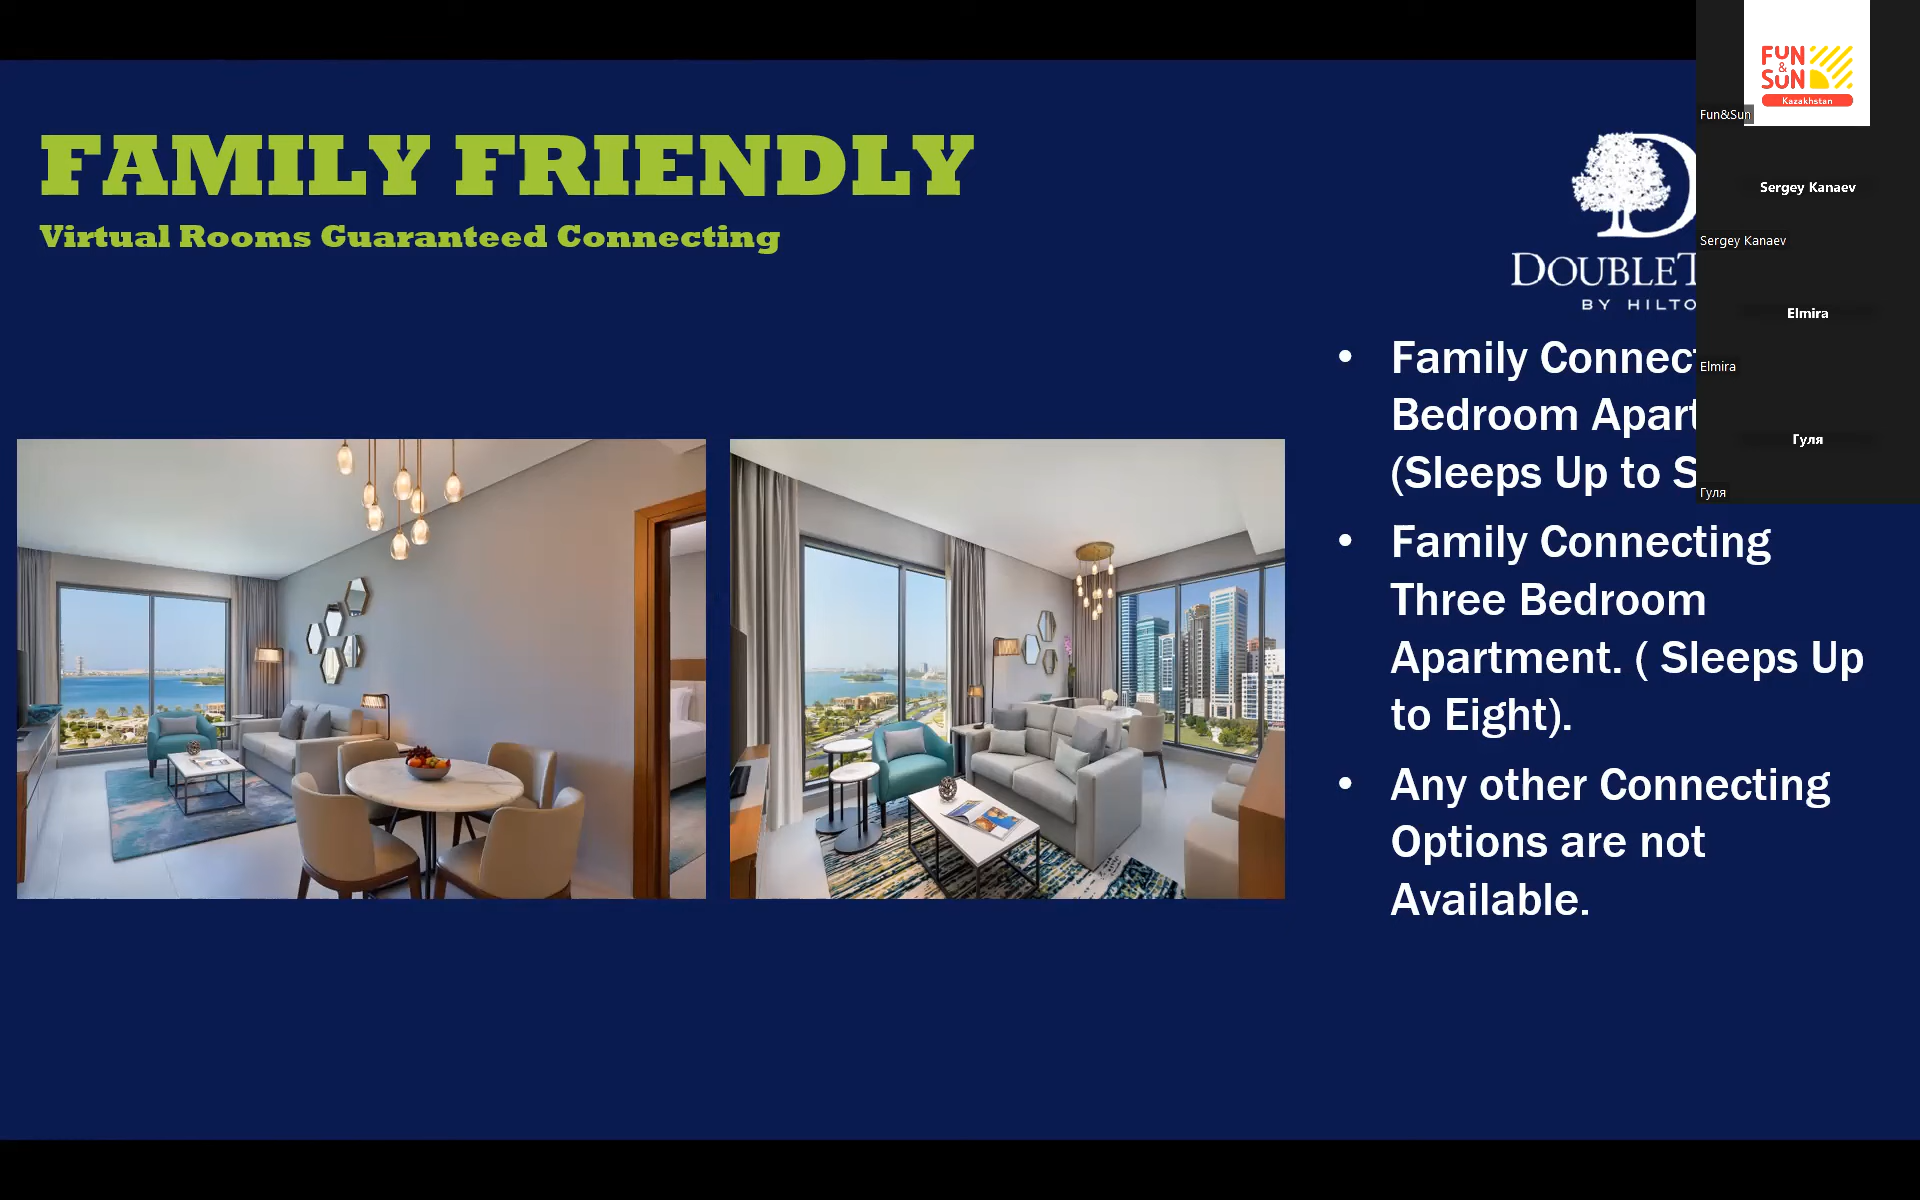 FAMILY FRIENDLY
Virtual Rooms Guaranteed Connecting
DOUBLET
BY HILTO
• Family Connec
Bedroom Apart
(Sleeps Up to S
• Family Connecting
Three Bedroom
Apartment. ( Sleeps Up
to Eight).
• Any other Connecting
Options are not
Available.
FUN
&
SUN
Kazakhstan
Fun&Sun
Sergey Kanaev
Sergey Kanaev
Elmira
Elmira
Гуля
Гуля